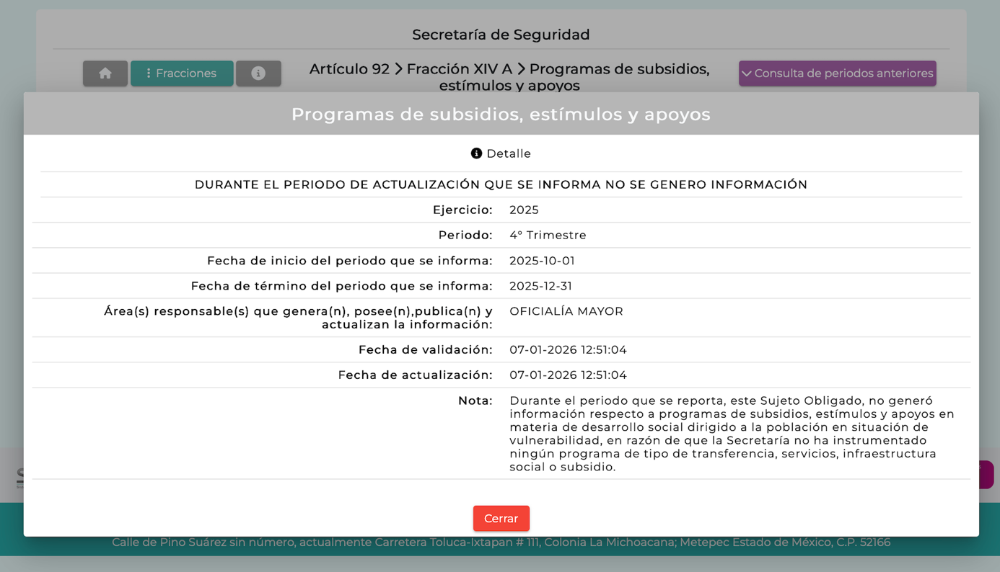 Secretaría de Seguridad
Fracciones
Artículo 92 > Fracción XIV A > Programas de subsidios,
estímulos y apoyos
Consulta de periodos anteriores
Programas de subsidios, estímulos y apoyos
Detalle
DURANTE EL PERIODO DE ACTUALIZACIÓN QUE SE INFORMA NO SE GENERO INFORMACIÓN
Ejercicio: 2025
Periodo: 4° Trimestre
Fecha de inicio del periodo que se informa: 2025-10-01
Fecha de término del periodo que se informa: 2025-12-31
Área(s) responsable(s) que genera(n), posee(n),publica(n) y
actualizan la información:
OFICIALÍA MAYOR
Fecha de validación: 07-01-2026 12:51:04
Fecha de actualización: 07-01-2026 12:51:04
Nota: Durante el periodo que se reporta, este Sujeto Obligado, no generó
información respecto a programas de subsidios, estímulos y apoyos en
materia de desarrollo social dirigido a la población en situación de
vulnerabilidad, en razón de que la Secretaría no ha instrumentado
ningún programa de tipo de transferencia, servicios, infraestructura
social o subsidio.
Cerrar
Calle de Pino Suárez sin número, actualmente Carretera Toluca-Ixtapan # 111, Colonia La Michoacana; Metepec Estado de México, C.P. 52166